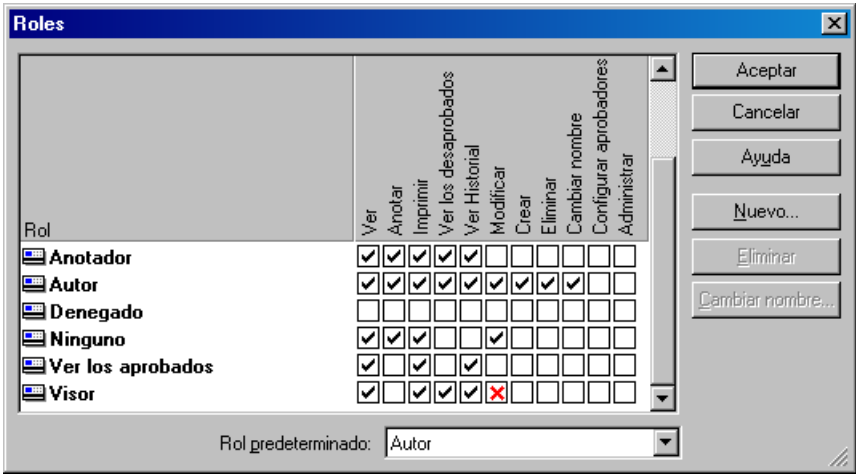 Roles
Rol
Ver
Anotar
Imprimir
Ver los desaprobados
Ver Historial
Modificar
Crear
Eliminar
Cambiar nombre
Configurar aprobadores
Administrar
Anotador
Autor
Denegado
Ninguno
Ver los aprobados
Visor
Rol predeterminado: Autor
Aceptar
Cancelar
Ayuda
Nuevo...
Eliminar
Cambiar nombre...